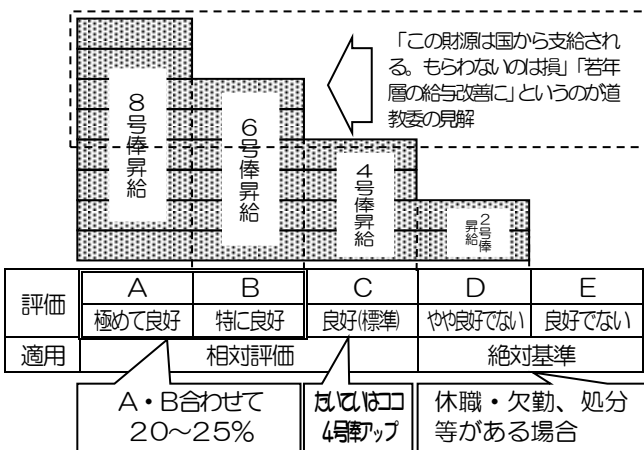 「この財源は国から支給され
る。もらわないのは損」「若年
層の給与改善に」というのが道
教委の見解
8号俸昇給
6号俸昇給
4号俸昇給
2号俸
昇給
評価
A
B
C
D
E
極めて良好
特に良好
良好(標準)
やや良好でない
良好でない
適用
相対評価
絶対基準
A・B合わせて
20～25%
たいていはココ
4号俸アップ
休職・欠勤、処分
等がある場合